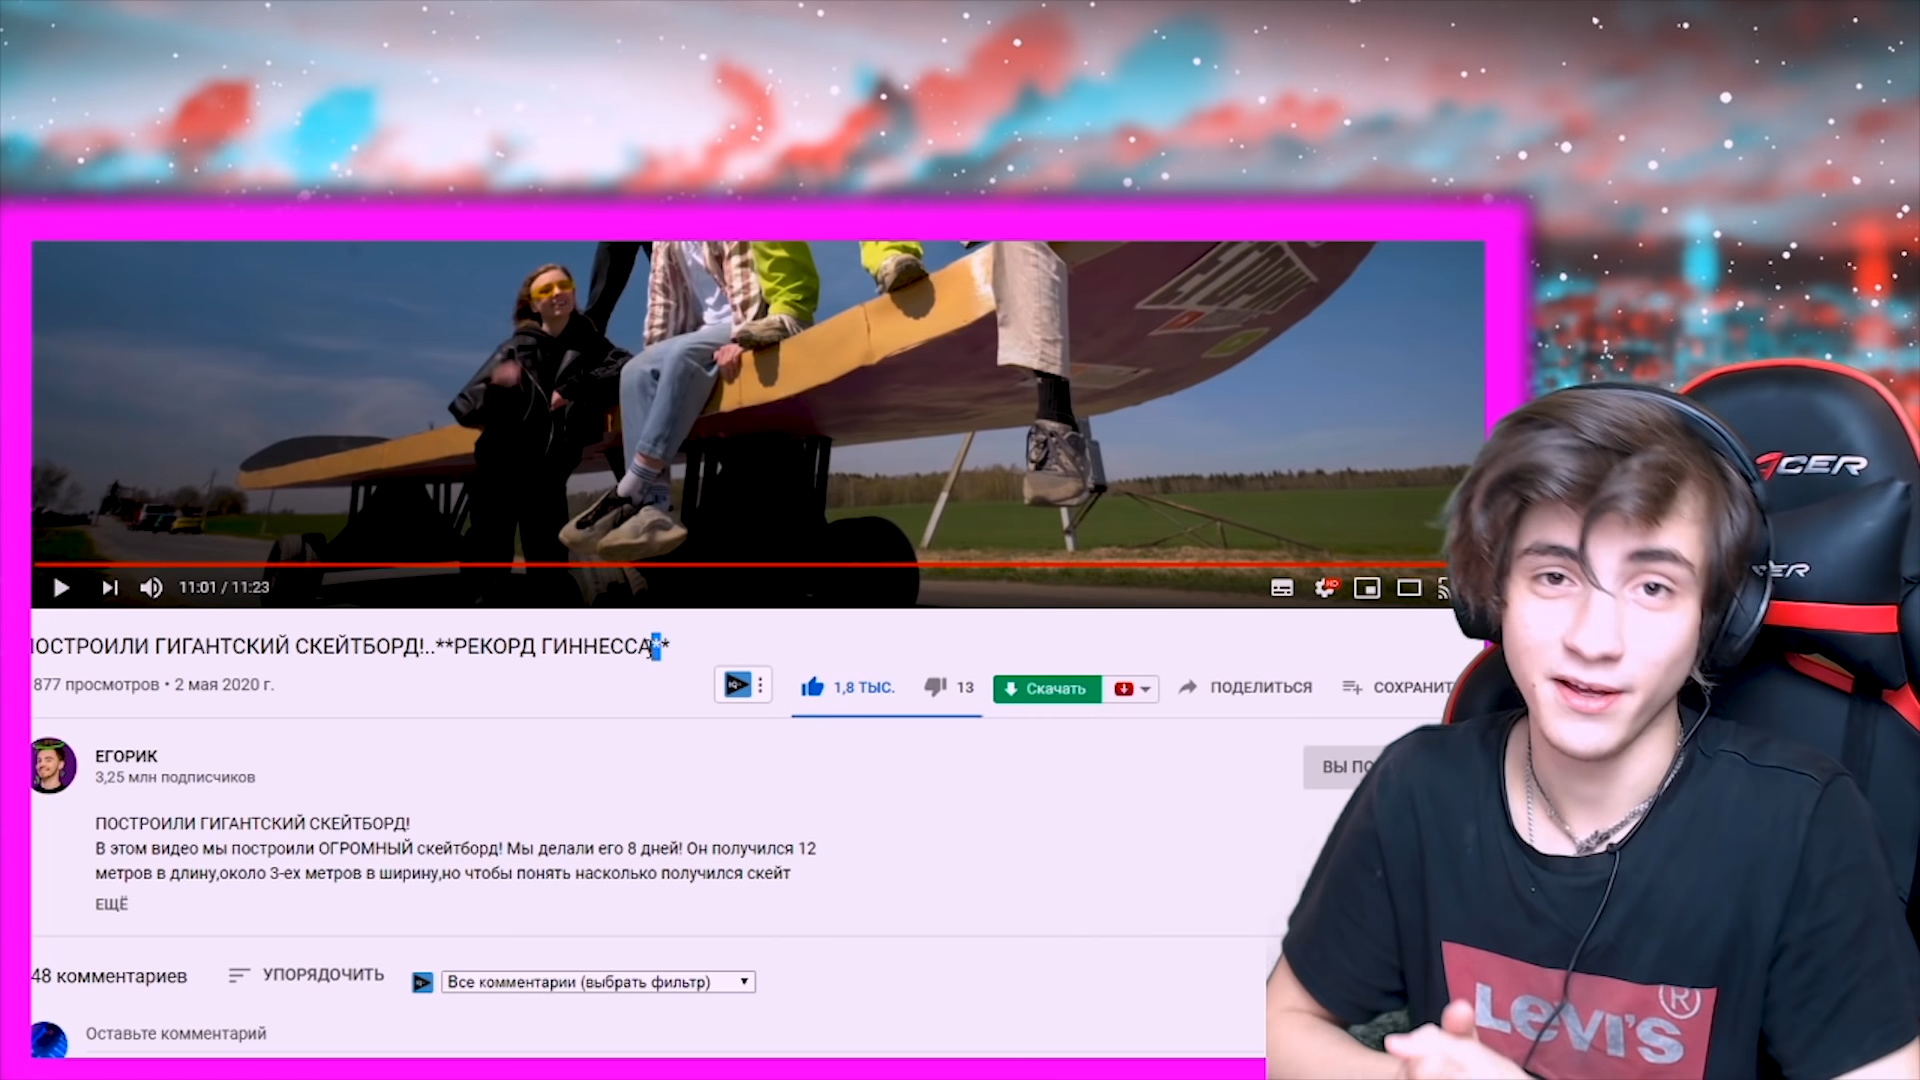 11:01 / 11:23
ПОСТРОИЛИ ГИГАНТСКИЙ СКЕЙТБОРД!..**РЕКОРД ГИННЕССА**
877 просмотров • 2 мая 2020 г.
1,8 ТЫС.
13
Скачать
ПОДЕЛИТЬСЯ
СОХРАНИТ
ЕГОРИК
3,25 млн подписчиков
ВЫ ПО
ПОСТРОИЛИ ГИГАНТСКИЙ СКЕЙТБОРД!
В этом видео мы построили ОГРОМНЫЙ скейтборд! Мы делали его 8 дней! Он получился 12
метров в длину,около 3-ех метров в ширину,но чтобы понять насколько получился скейт
ЕЩЁ
48 комментариев
УПОРЯДОЧИТЬ
Все комментарии (выбрать фильтр)
Оставьте комментарий
ACER
LEVI'S
®